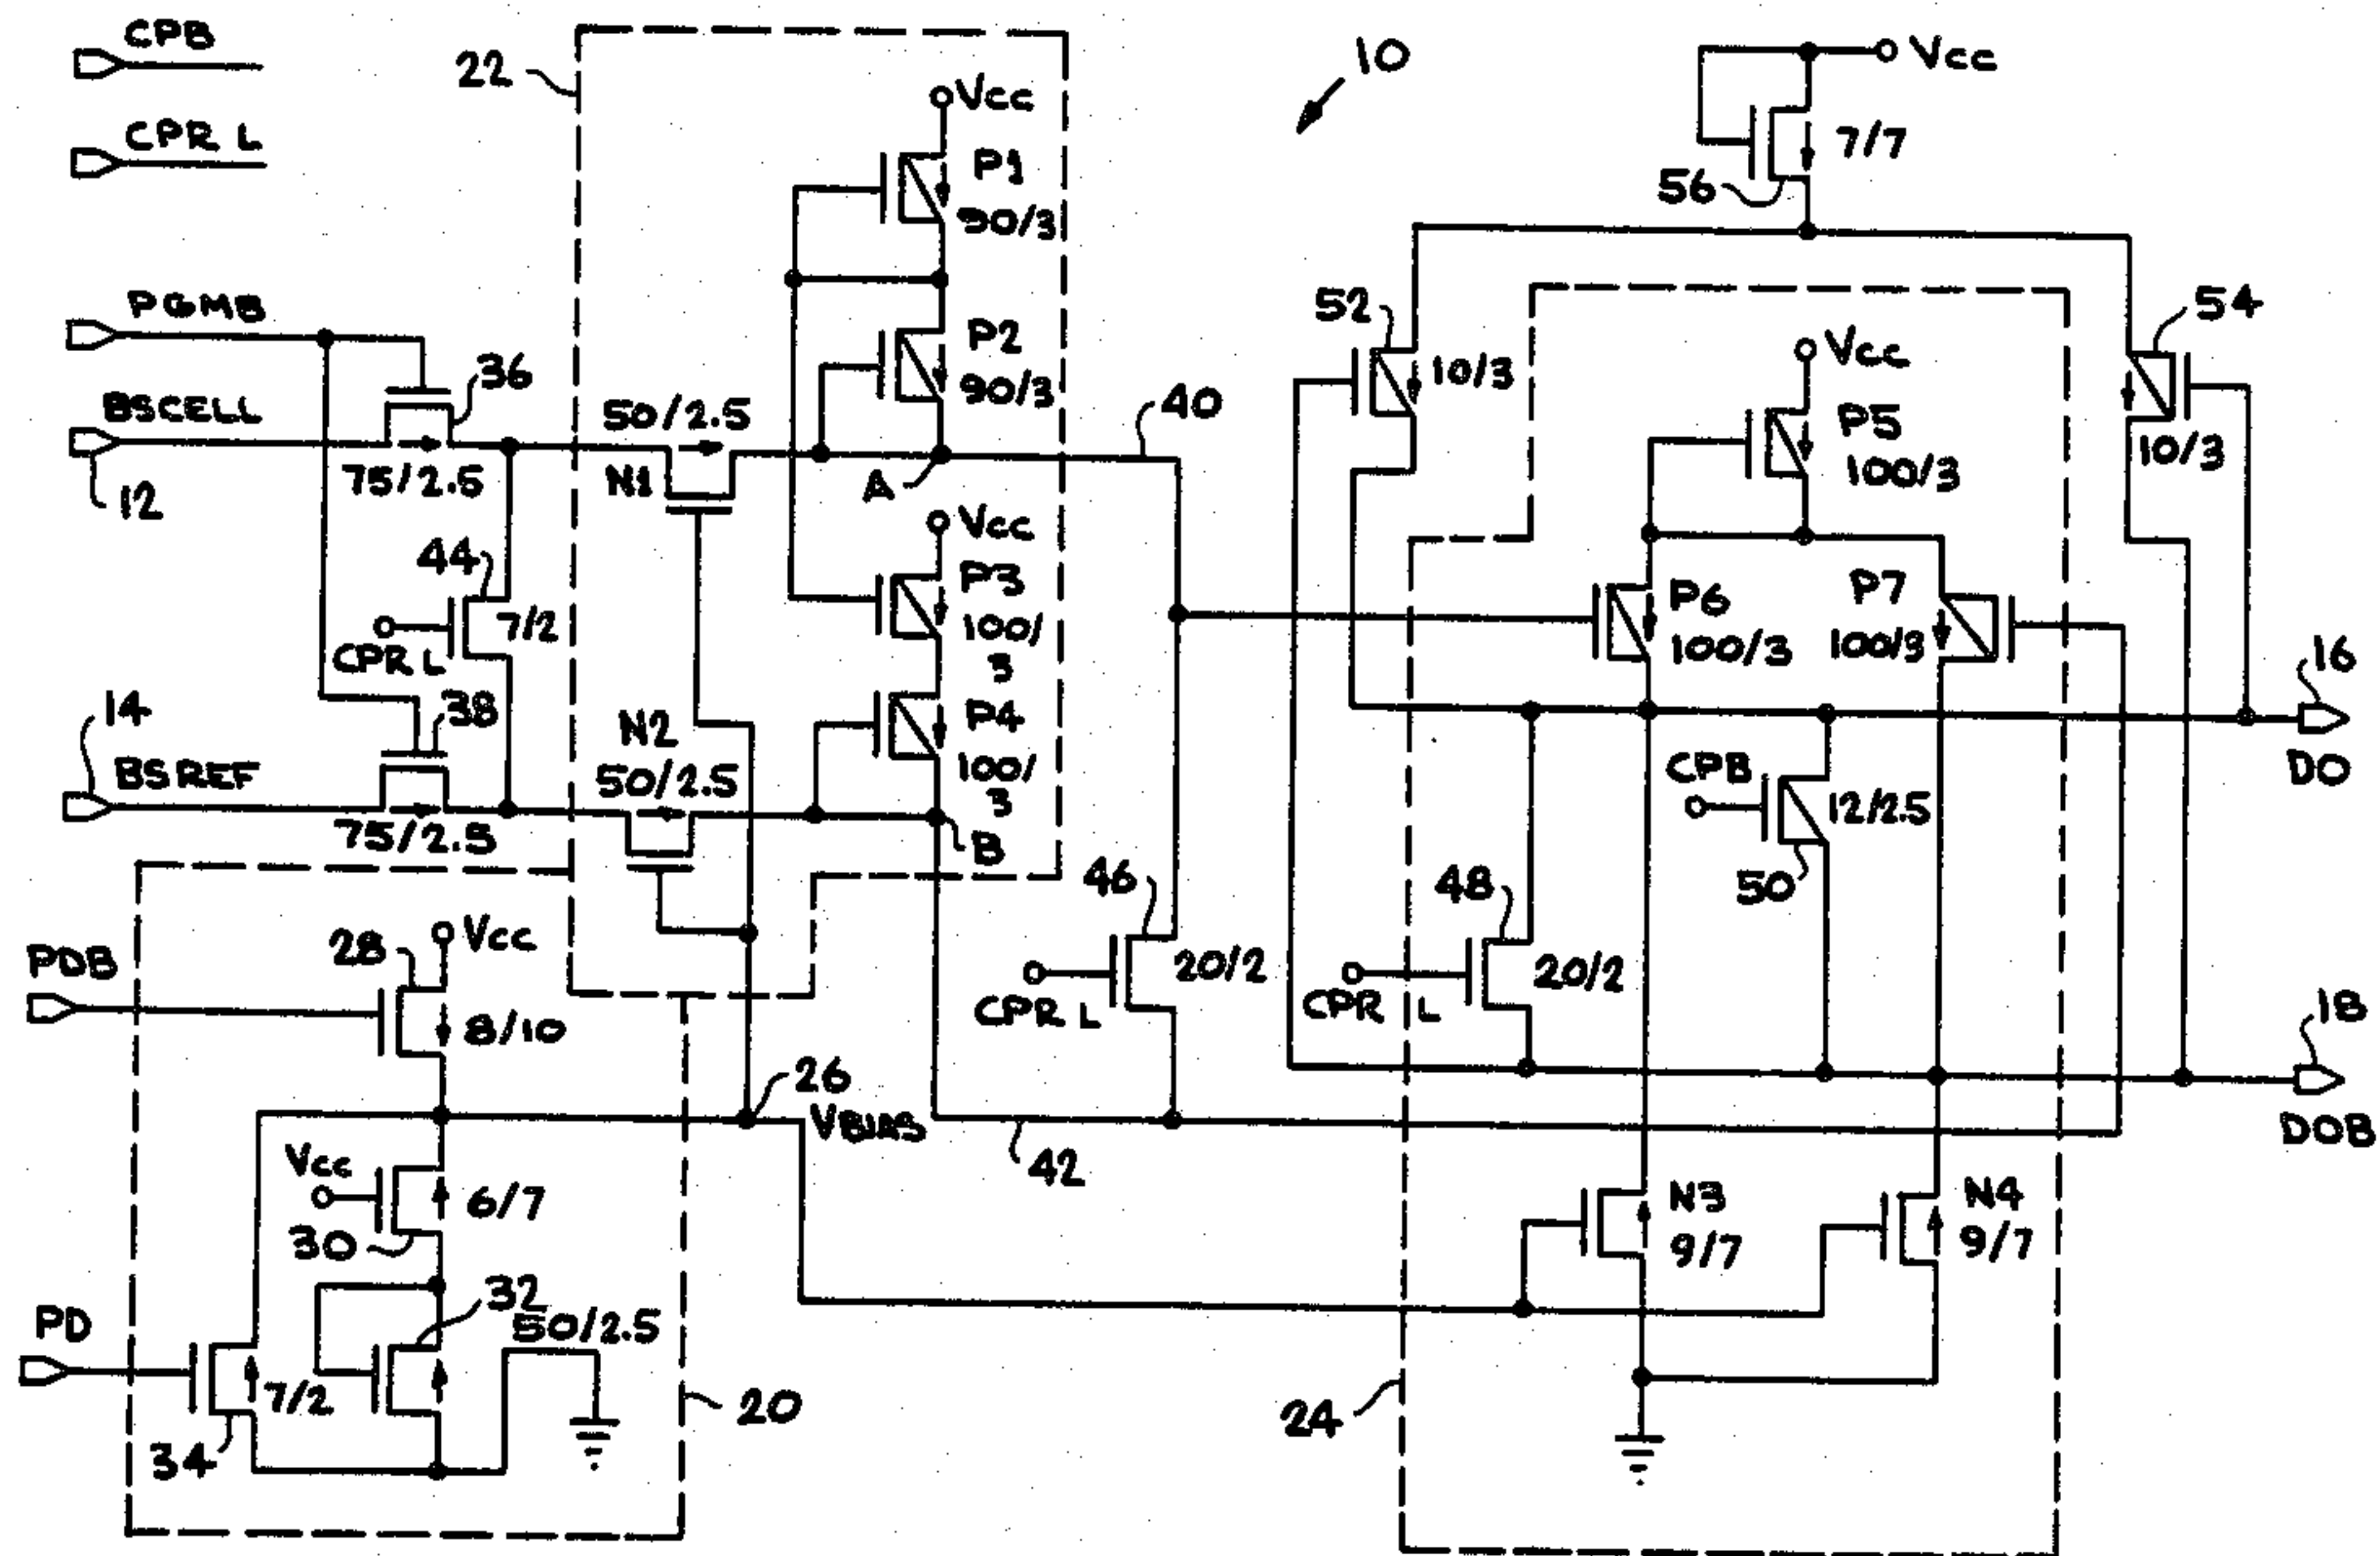 CPB
CPR L
22
Vcc
P1
90/3
10
Vcc
7/7
56
PGMB
36
BSCELL
12
75/2.5
50/2.5
N1
P2
90/3
40
A
52
10/3
54
10/3
Vcc
P5
100/3
44
7/2
CPR L
Vcc
P3
100/
3
P6
100/3
P7
100/3
16
DO
14
38
BSREF
75/2.5
N2
50/2.5
P4
100/
3
B
CPB
12/2.5
50
46
20/2
CPR L
48
20/2
CPR L
18
DOB
PDB
28
Vcc
8/10
26
VBIAS
42
Vcc
6/7
30
N3
9/7
N4
9/7
32
50/2.5
PD
7/2
34
20
24